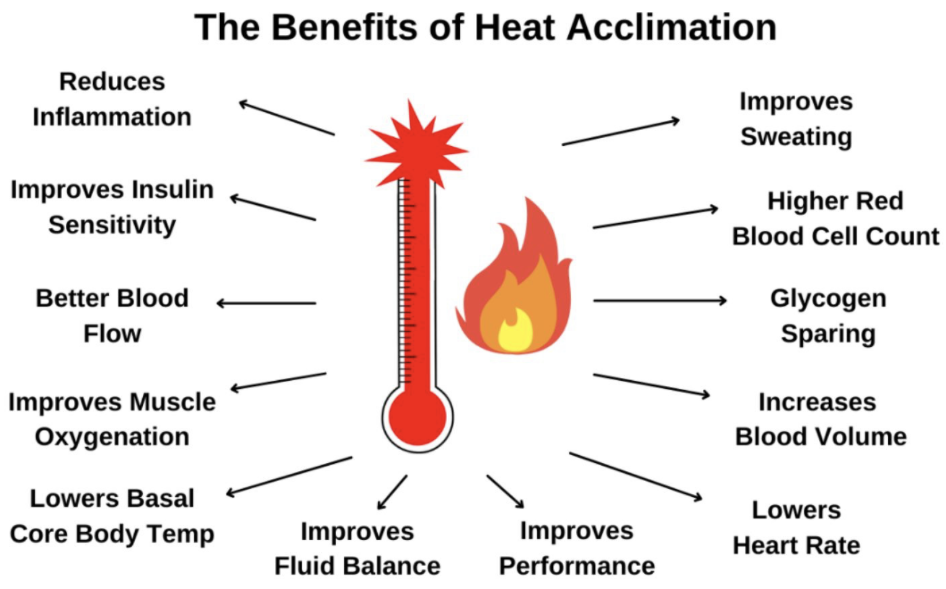 The Benefits of Heat Acclimation
Reduces
Inflammation
Improves Insulin
Sensitivity
Better Blood
Flow
Improves Muscle
Oxygenation
Lowers Basal
Core Body Temp
Improves
Fluid Balance
Improves
Performance
Improves
Sweating
Higher Red
Blood Cell Count
Glycogen
Sparing
Increases
Blood Volume
Lowers
Heart Rate